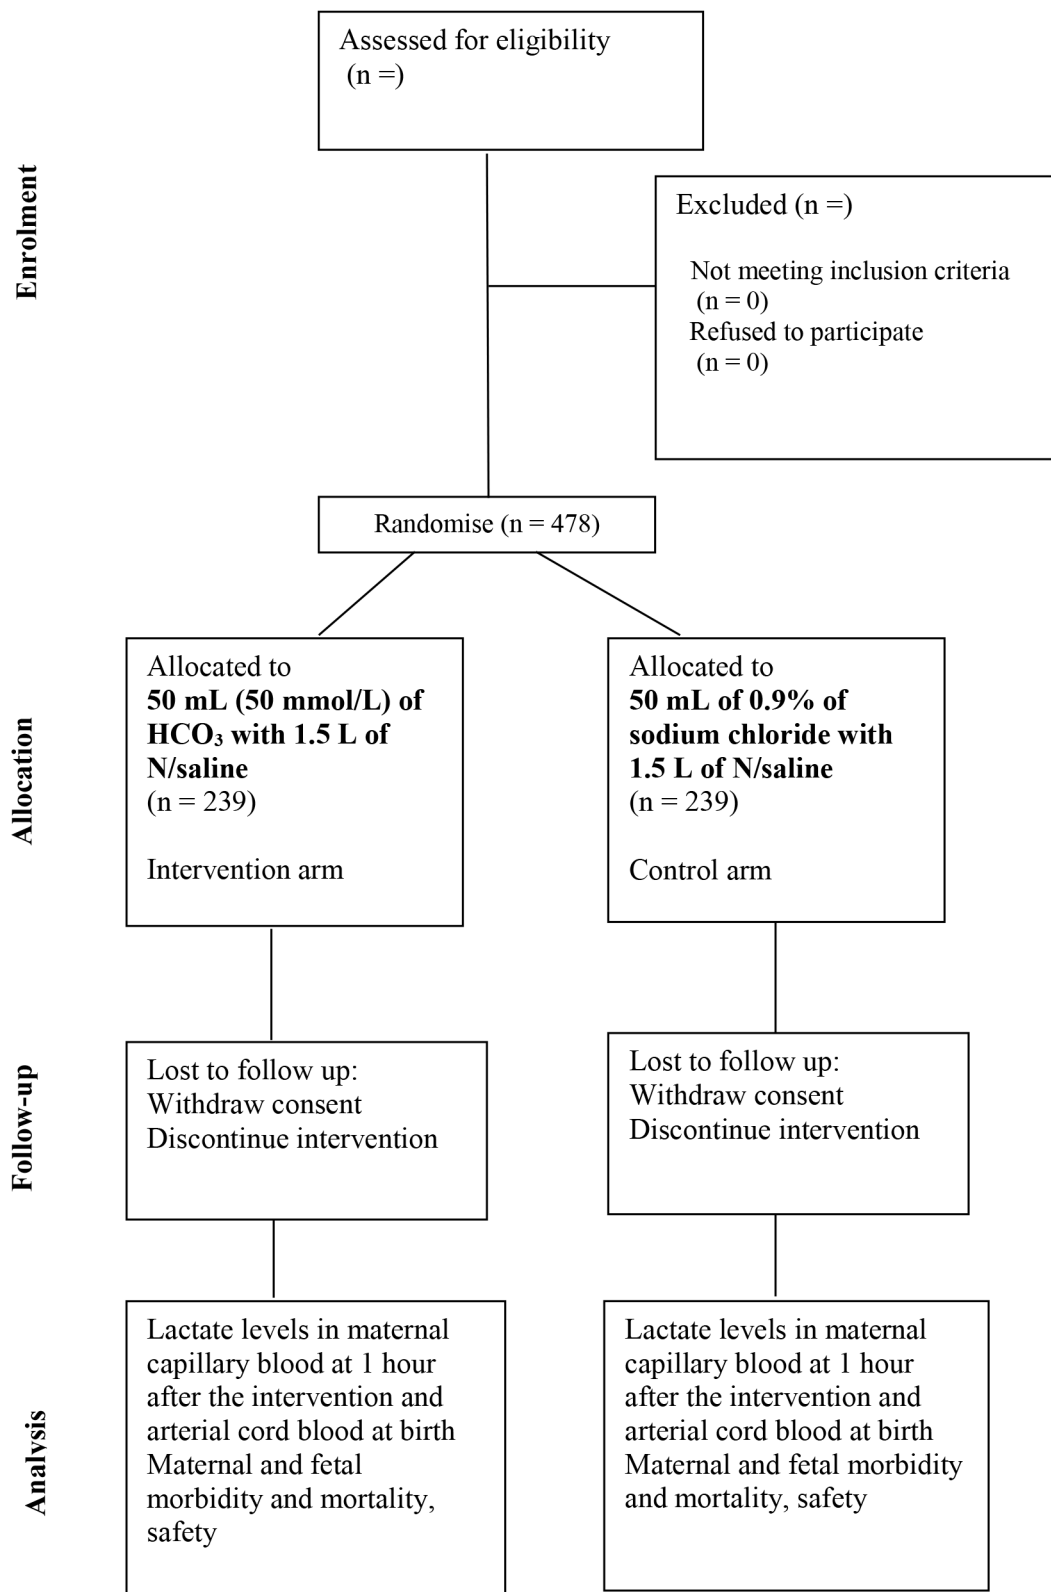 Enrolment
Assessed for eligibility
(n =)
Excluded (n =)
Not meeting inclusion criteria
(n = 0)
Refused to participate
(n = 0)
Randomise (n = 478)
Allocation
Allocated to
50 mL (50 mmol/L) of
HCO₃ with 1.5 L of
N/saline
(n = 239)
Intervention arm
Allocated to
50 mL of 0.9% of
sodium chloride with
1.5 L of N/saline
(n = 239)
Control arm
Follow-up
Lost to follow up:
Withdraw consent
Discontinue intervention
Lost to follow up:
Withdraw consent
Discontinue intervention
Analysis
Lactate levels in maternal
capillary blood at 1 hour
after the intervention and
arterial cord blood at birth
Maternal and fetal
morbidity and mortality,
safety
Lactate levels in maternal
capillary blood at 1 hour
after the intervention and
arterial cord blood at birth
Maternal and fetal morbidity
and mortality, safety